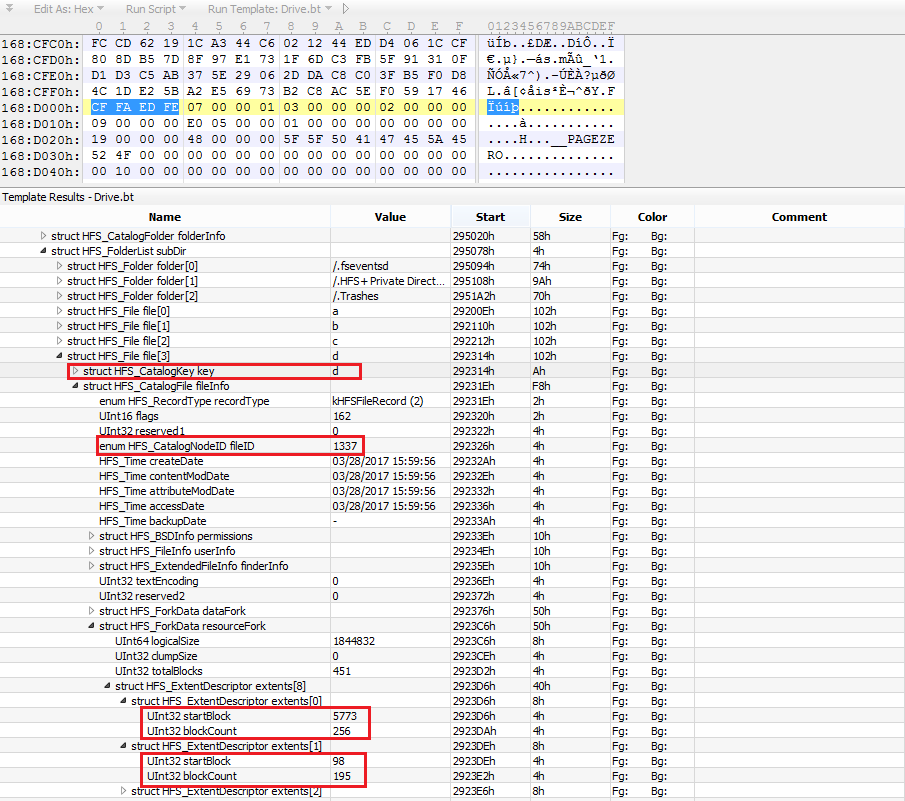 Edit As: Hex Run Script Run Template: Drive.bt
0 1 2 3 4 5 6 7 8 9 A B C D E F 0123456789ABCDEF
168:CFC0h: FC CD 62 19 1C A3 44 C6 02 12 44 ED D4 06 1C CF üÍb..£DÆ..DíÔ..Ï
168:CFD0h: 80 8D B5 7D 8F 97 E1 73 1F 6D C3 FB 5F 91 31 0F €.µ}.—ás.mÃû_‘1.
168:CFE0h: D1 D3 C5 AB 37 5E 29 06 2D DA C8 C0 3F B5 F0 D8 ÑÓÅ«7^).-ÚÈÀ?µðØ
168:CFF0h: 4C 1D E2 5B A2 E5 69 73 B2 C8 AC 5E F0 59 17 46 L.â[¢åis²È¬^ðY.F
168:D000h: CF FA ED FE 07 00 00 01 03 00 00 00 02 00 00 00 Ïúíþ............
168:D010h: 09 00 00 00 E0 05 00 00 01 00 00 00 00 00 00 00 ....à...........
168:D020h: 19 00 00 00 48 00 00 00 5F 5F 50 41 47 45 5A 45 ....H...__PAGEZE
168:D030h: 52 4F 00 00 00 00 00 00 00 00 00 00 00 00 00 00 RO..............
168:D040h: 00 10 00 00 00 00 00 00 00 00 00 00 00 00 00 00 ................
Template Results - Drive.bt
Name Value Start Size Color Comment
struct HFS_CatalogFolder folderInfo 295020h 58h Fg: Bg:
struct HFS_FolderList subDir 295078h 4h Fg: Bg:
struct HFS_Folder folder[0] /.fseventsd 295094h 74h Fg: Bg:
struct HFS_Folder folder[1] /.HFS+ Private Direct... 295108h 9Ah Fg: Bg:
struct HFS_Folder folder[2] /.Trashes 2951A2h 70h Fg: Bg:
struct HFS_File file[0] a 29200Eh 102h Fg: Bg:
struct HFS_File file[1] b 292110h 102h Fg: Bg:
struct HFS_File file[2] c 292212h 102h Fg: Bg:
struct HFS_File file[3] d 292314h 102h Fg: Bg:
struct HFS_CatalogKey key d 292314h Ah Fg: Bg:
struct HFS_CatalogFile fileInfo 29231Eh F8h Fg: Bg:
enum HFS_RecordType recordType kHFSFileRecord (2) 29231Eh 2h Fg: Bg:
UInt16 flags 162 292320h 2h Fg: Bg:
UInt32 reserved1 0 292322h 4h Fg: Bg:
enum HFS_CatalogNodeID fileID 1337 292326h 4h Fg: Bg:
HFS_Time createDate 03/28/2017 15:59:56 29232Ah 4h Fg: Bg:
HFS_Time contentModDate 03/28/2017 15:59:56 29232Eh 4h Fg: Bg:
HFS_Time attributeModDate 03/28/2017 15:59:56 292332h 4h Fg: Bg:
HFS_Time accessDate 03/28/2017 15:59:56 292336h 4h Fg: Bg:
HFS_Time backupDate - 29233Ah 4h Fg: Bg:
struct HFS_BSDInfo permissions 29233Eh 10h Fg: Bg:
struct HFS_FileInfo userInfo 29234Eh 10h Fg: Bg:
struct HFS_ExtendedFileInfo finderInfo 29235Eh 10h Fg: Bg:
UInt32 textEncoding 0 29236Eh 4h Fg: Bg:
UInt32 reserved2 0 292372h 4h Fg: Bg:
struct HFS_ForkData dataFork 292376h 50h Fg: Bg:
struct HFS_ForkData resourceFork 2923C6h 50h Fg: Bg:
UInt64 logicalSize 1844832 2923C6h 8h Fg: Bg:
UInt32 clumpSize 0 2923CEh 4h Fg: Bg:
UInt32 totalBlocks 451 2923D2h 4h Fg: Bg:
struct HFS_ExtentDescriptor extents[8] 2923D6h 40h Fg: Bg:
struct HFS_ExtentDescriptor extents[0] 2923D6h 8h Fg: Bg:
UInt32 startBlock 5773 2923D6h 4h Fg: Bg:
UInt32 blockCount 256 2923DAh 4h Fg: Bg:
struct HFS_ExtentDescriptor extents[1] 2923DEh 8h Fg: Bg:
UInt32 startBlock 98 2923DEh 4h Fg: Bg:
UInt32 blockCount 195 2923E2h 4h Fg: Bg:
struct HFS_ExtentDescriptor extents[2] 2923E6h 8h Fg: Bg: